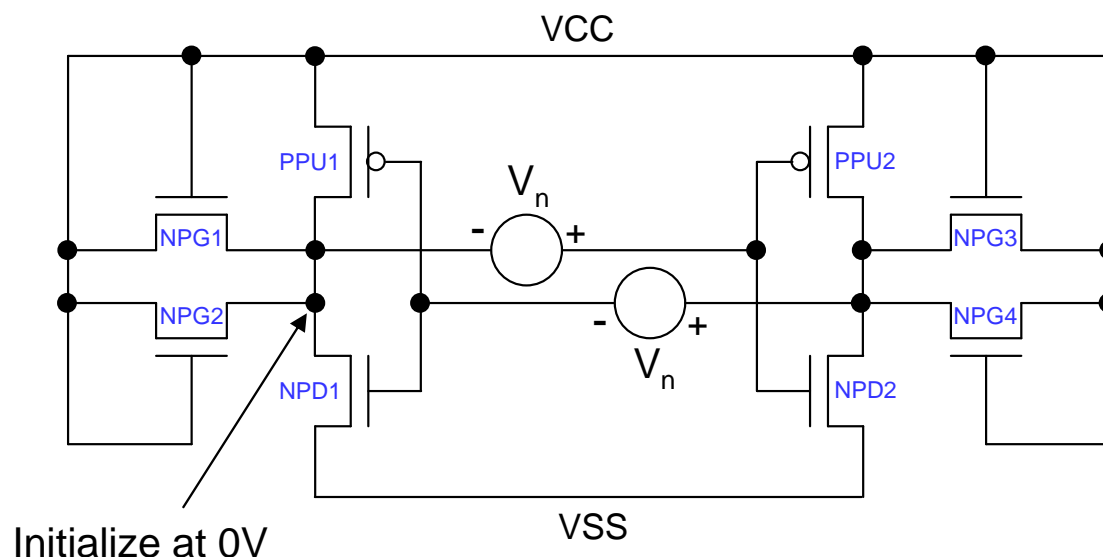 VCC
PPU1
PPU2
Vn
- +
NPG1
NPG3
NPG2
NPG4
- +
Vn
NPD1
NPD2
VSS
Initialize at 0V